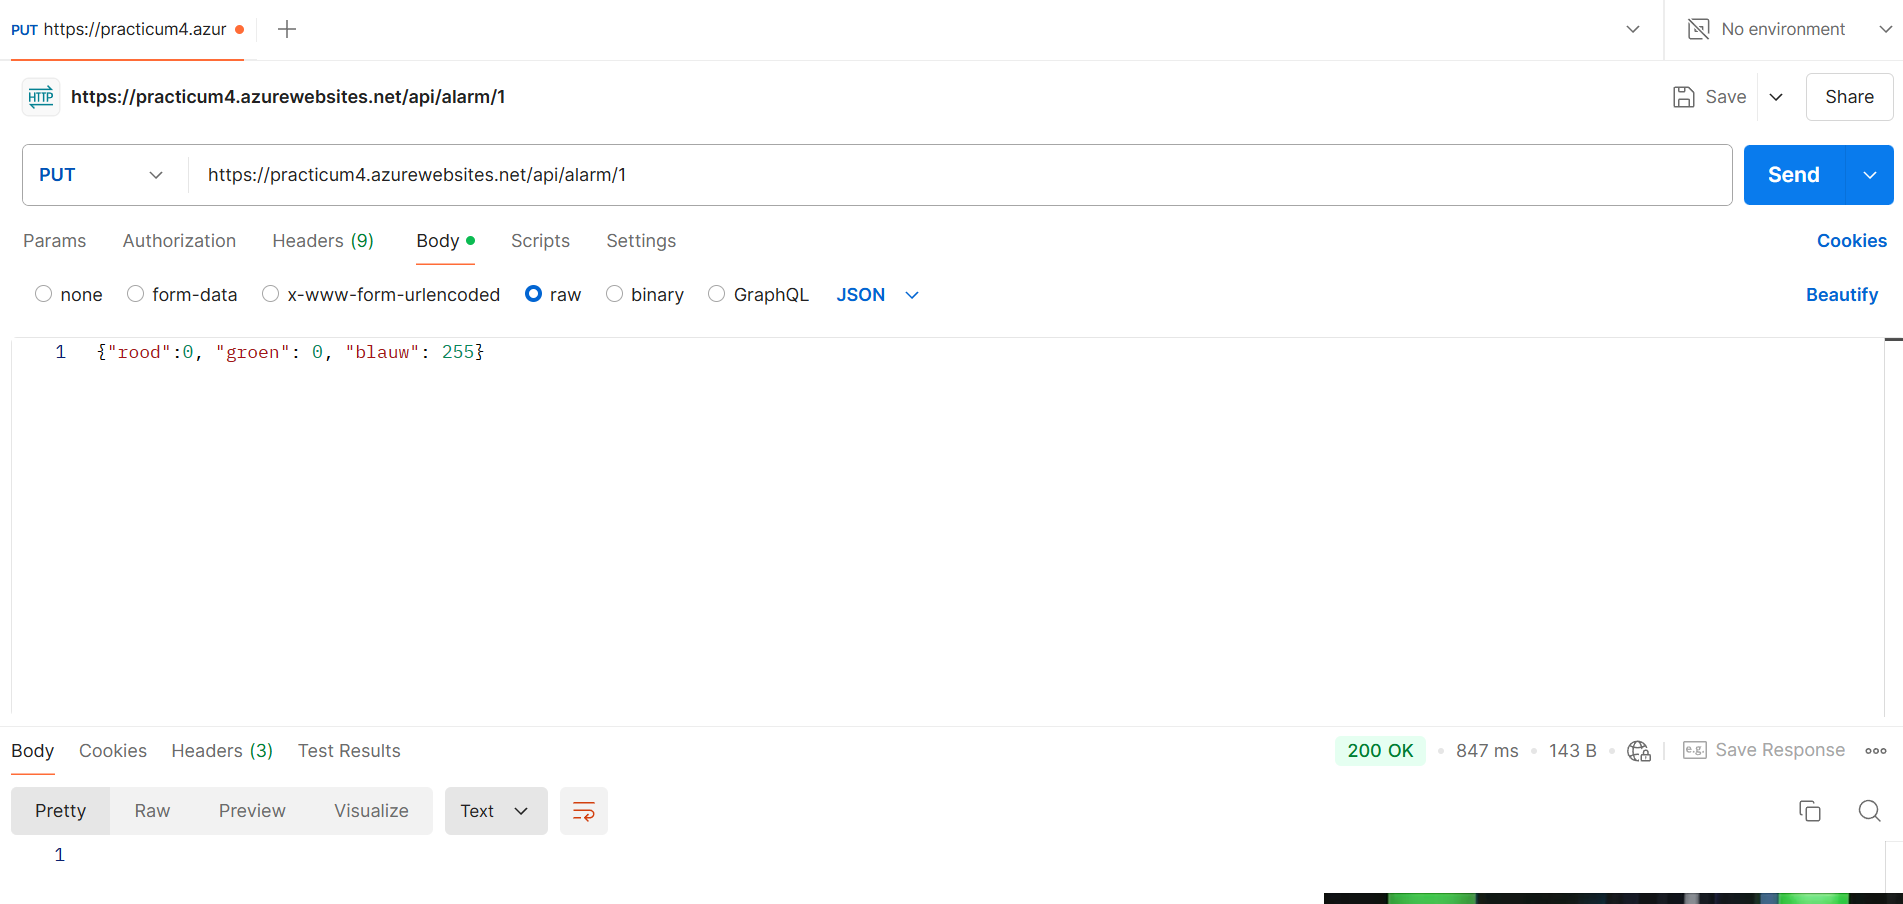 PUT https://practicum4.azur
No environment
HTTP https://practicum4.azurewebsites.net/api/alarm/1
Save
Share
PUT https://practicum4.azurewebsites.net/api/alarm/1
Send
Params Authorization Headers (9) Body Scripts Settings Cookies
none form-data x-www-form-urlencoded raw binary GraphQL JSON Beautify
1 {"rood":0, "groen": 0, "blauw": 255}
Body Cookies Headers (3) Test Results 200 OK 847 ms 143 B e.g. Save Response
Pretty Raw Preview Visualize Text
1